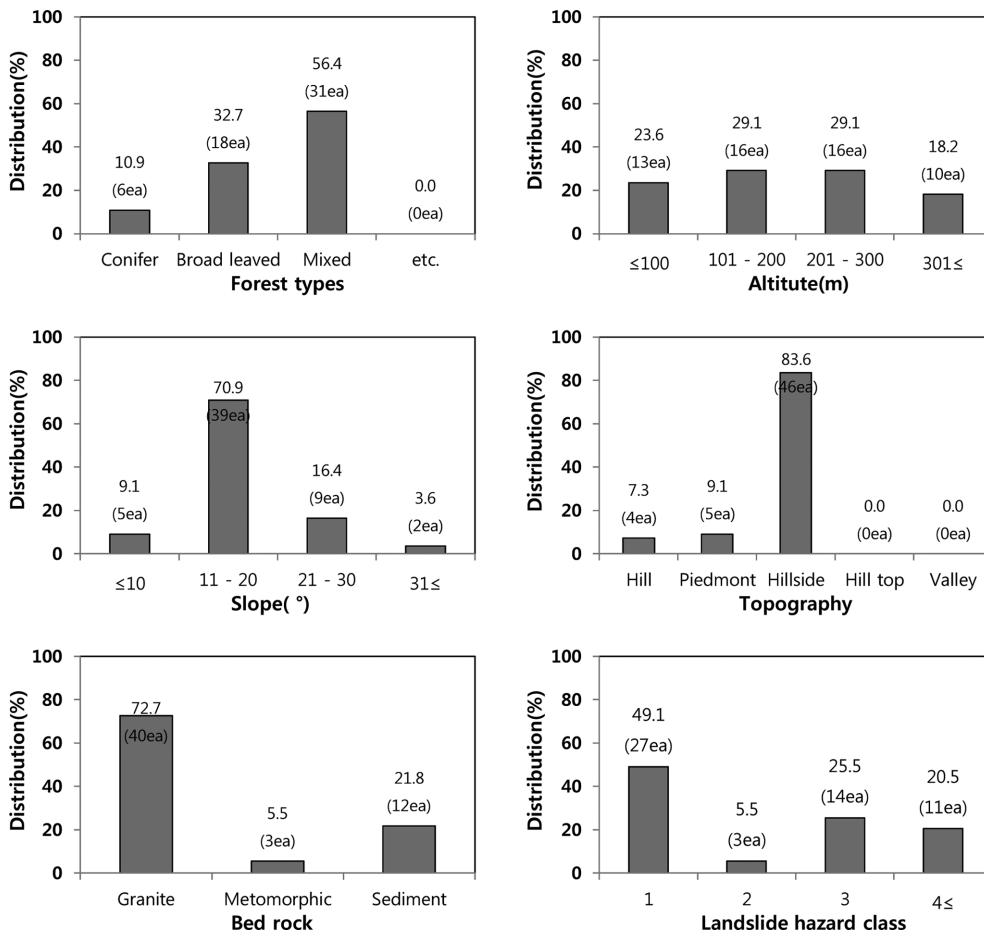 Distribution(%)
100
80
60
40
20
0
10.9
(6ea)
32.7
(18ea)
56.4
(31ea)
0.0
(0ea)
Conifer Broad leaved Mixed etc.
Forest types
Distribution(%)
100
80
60
40
20
0
23.6
(13ea)
29.1
(16ea)
29.1
(16ea)
18.2
(10ea)
≤100 101 - 200 201 - 300 301≤
Altitute(m)
Distribution(%)
100
80
60
40
20
0
9.1
(5ea)
70.9
(39ea)
16.4
(9ea)
3.6
(2ea)
≤10 11 - 20 21 - 30 31≤
Slope( °)
Distribution(%)
100
80
60
40
20
0
7.3
(4ea)
9.1
(5ea)
83.6
(46ea)
0.0
(0ea)
0.0
(0ea)
Hill Piedmont Hillside Hill top Valley
Topography
Distribution(%)
100
80
60
40
20
0
72.7
(40ea)
5.5
(3ea)
21.8
(12ea)
Granite Metomorphic Sediment
Bed rock
Distribution(%)
100
80
60
40
20
0
49.1
(27ea)
5.5
(3ea)
25.5
(14ea)
20.5
(11ea)
1 2 3 4≤
Landslide hazard class